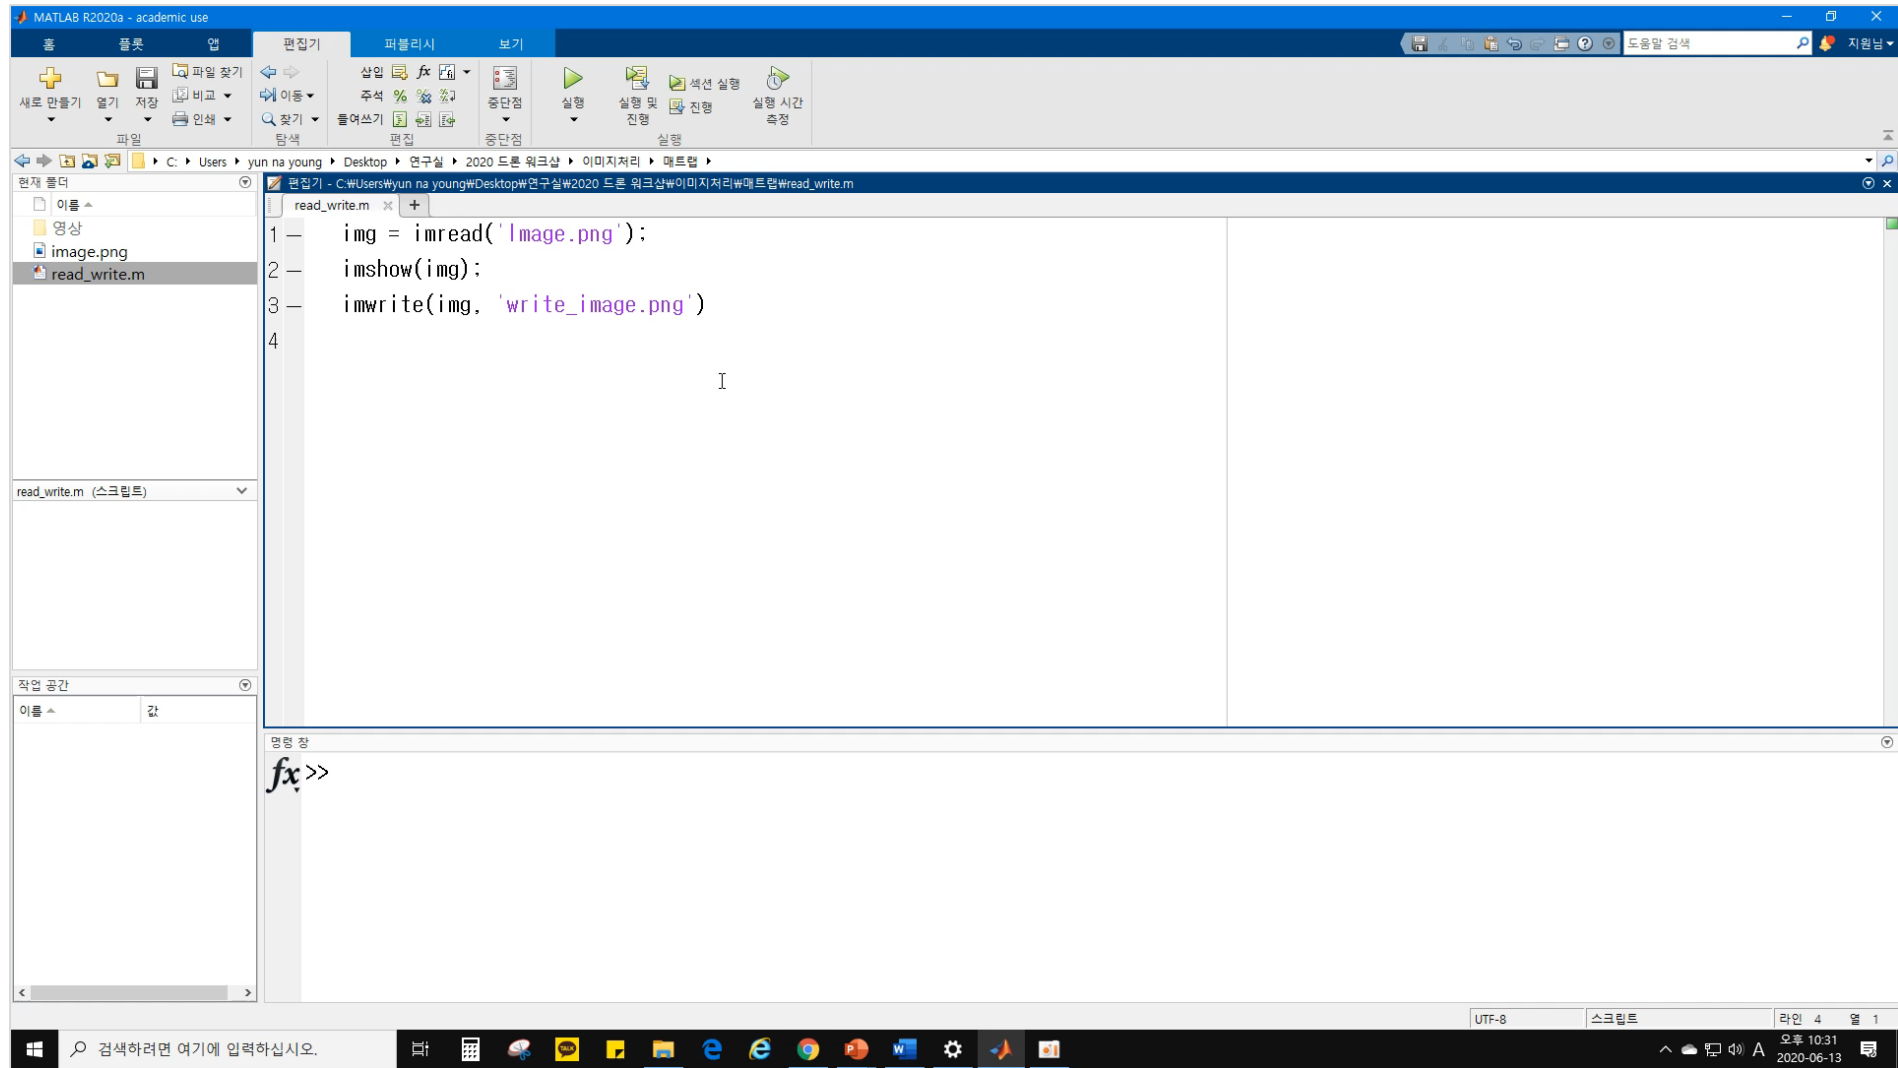 MATLAB R2020a - academic use
홈 플롯 앱 편집기 퍼블리시 보기
도움말 검색 지원님
새로 만들기 열기 저장 파일 찾기 비교 인쇄 이동 찾기 삽입 fx 주석 들여쓰기 중단점 실행 실행 및 진행 섹션 실행 진행 실행 시간 측정
파일 탐색 편집 중단점 실행
C: Users yun na young Desktop 연구실 2020 드론 워크샵 이미지처리 매트랩
현재 폴더
이름
영상
image.png
read_write.m
read_write.m (스크립트)
작업 공간
이름 값
편집기 - C:₩Users₩yun na young₩Desktop₩연구실₩2020 드론 워크샵₩이미지처리₩매트랩₩read_write.m
read_write.m
1 img = imread('Image.png');
2 imshow(img);
3 imwrite(img, 'write_image.png')
4
명령 창
fx >>
UTF-8 스크립트 라인 4 열 1
검색하려면 여기에 입력하십시오.
TALK
A
오후 10:31
2020-06-13